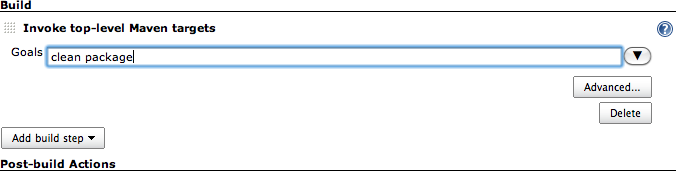 Build
Invoke top-level Maven targets
?
Goals clean package
Advanced...
Delete
Add build step
Post-build Actions